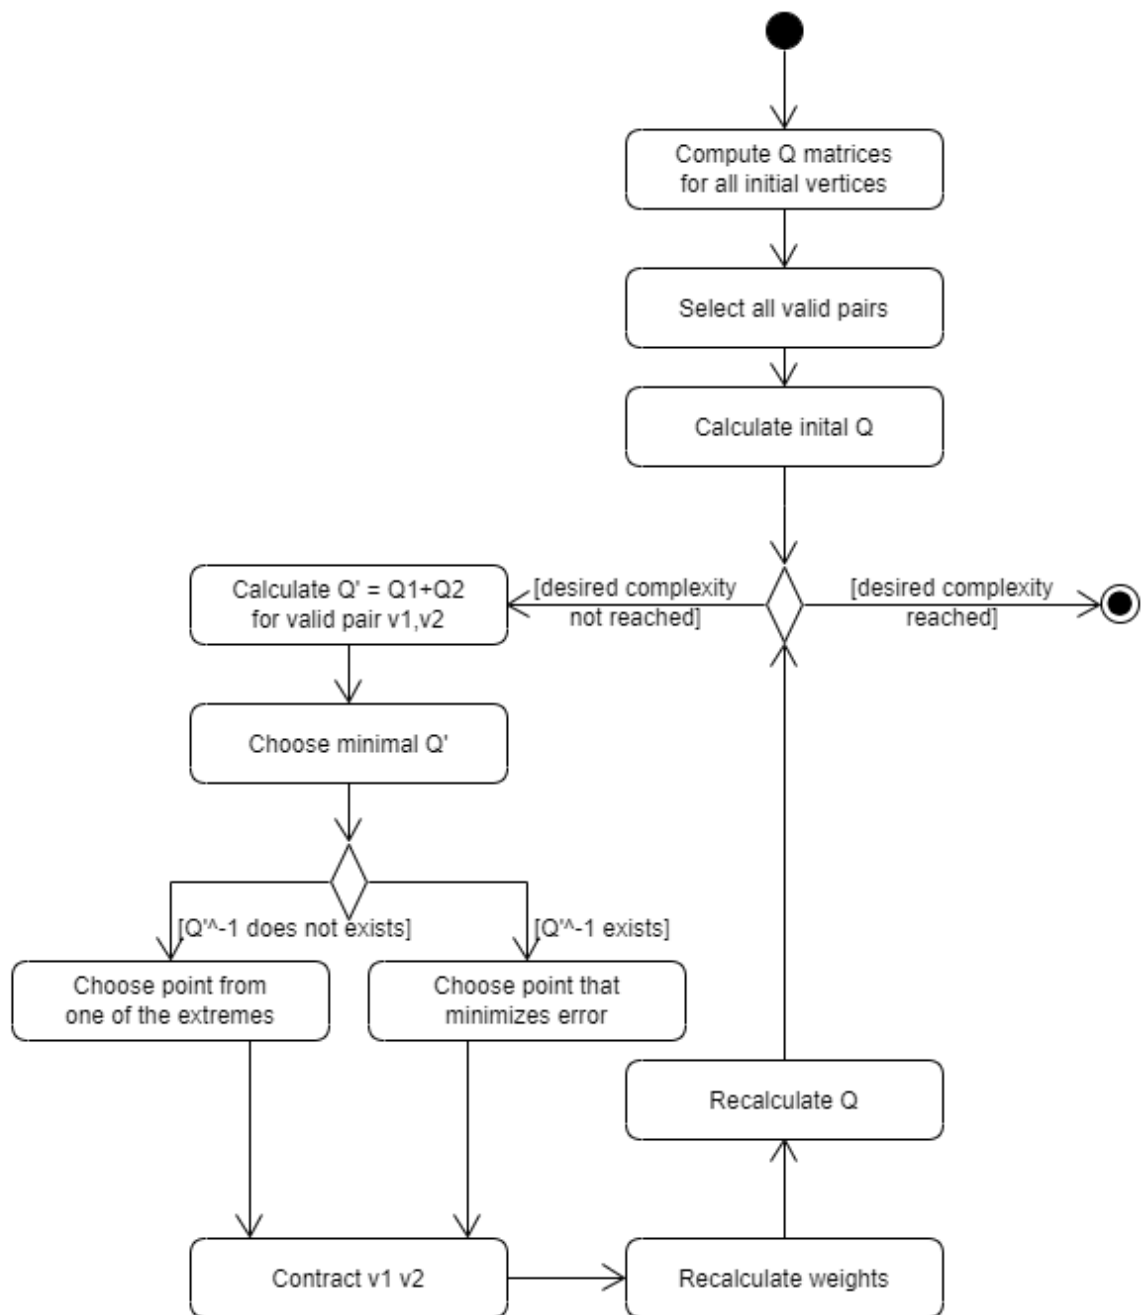 Compute Q matrices
for all initial vertices
Select all valid pairs
Calculate inital Q
Calculate Q' = Q1+Q2
for valid pair v1,v2
[desired complexity
not reached]
[desired complexity
reached]
Choose minimal Q'
[Q'^-1 does not exists]
[Q'^-1 exists]
Choose point from
one of the extremes
Choose point that
minimizes error
Recalculate Q
Contract v1 v2
Recalculate weights